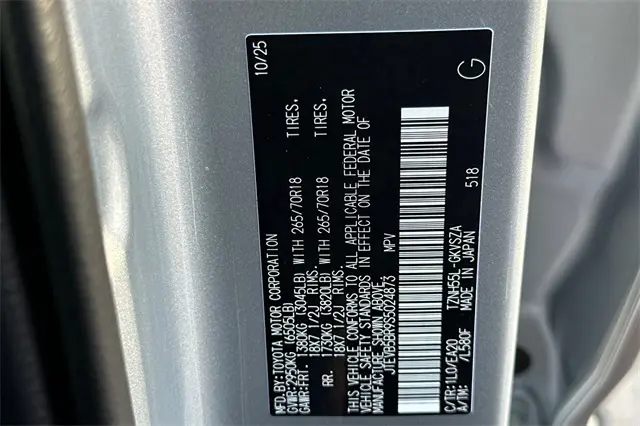 MFD.BY:TOYOTA MOTOR CORPORATION 10/25
GVWR:2950KG (6505LB)
GAWR:FRT. 1380KG (3045LB) WITH 265/70R18 TIRES.
18X7 1/2J RIMS.
RR. 1730KG (3820LB) WITH 265/70R18 TIRES.
18X7 1/2J RIMS.
THIS VEHICLE CONFORMS TO ALL APPLICABLE FEDERAL MOTOR
VEHICLE SAFETY STANDARDS IN EFFECT ON THE DATE OF
MANUFACTURE SHOWN ABOVE.
MPV
C/TR:1L0/EA20 TZNH55L-GKVSZA 518
A/TM: /L580F MADE IN JAPAN
G